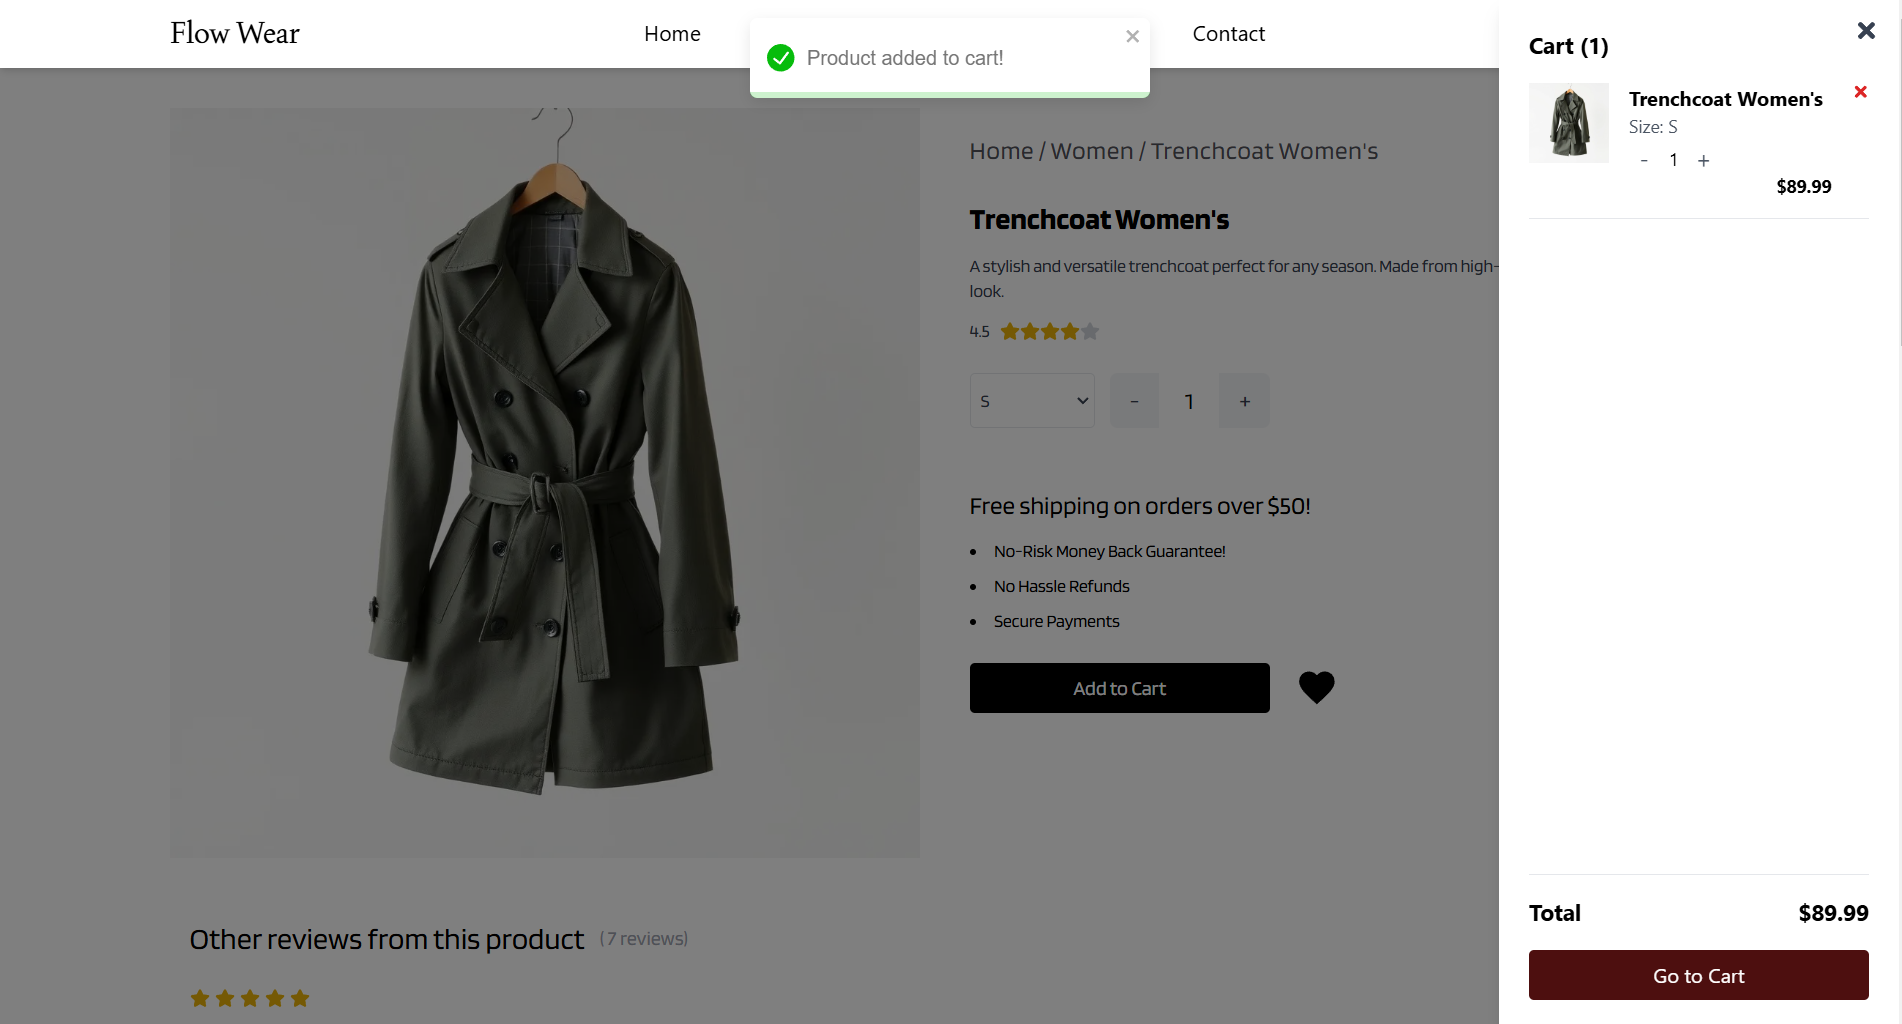 Flow Wear
Home
Contact
Product added to cart!
Home / Women / Trenchcoat Women's
Trenchcoat Women's
A stylish and versatile trenchcoat perfect for any season. Made from high-
look.
4.5
S
- 1 +
Free shipping on orders over $50!
No-Risk Money Back Guarantee!
No Hassle Refunds
Secure Payments
Add to Cart
Other reviews from this product (7 reviews)
Cart (1)
Trenchcoat Women's
Size: S
- 1 +
$89.99
Total $89.99
Go to Cart